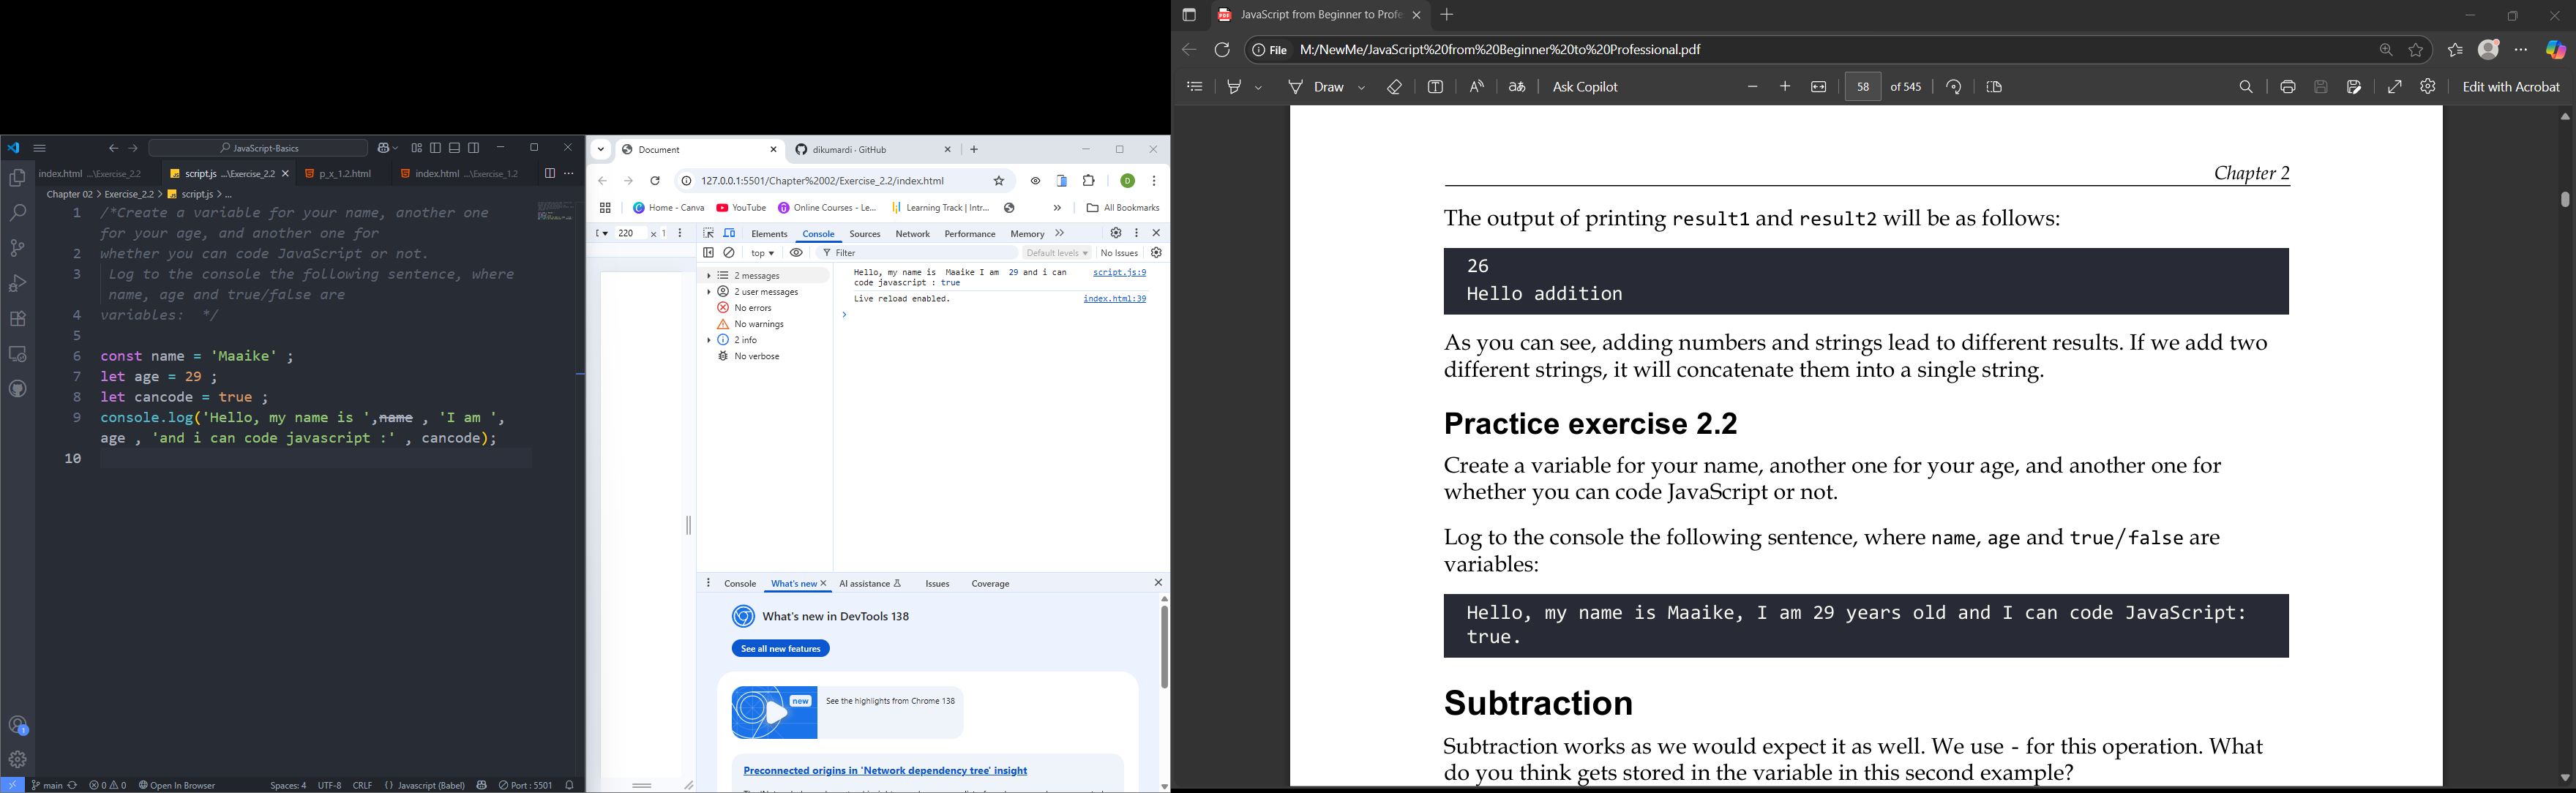 JavaScript-Basics
index.html ...\Exercise_2.2
script.js ...\Exercise_2.2
p_x_1.2.html
index.html ...\Exercise_1.2
Chapter 02 > Exercise_2.2 > script.js > ...
1 /*Create a variable for your name, another one
for your age, and another one for
2 whether you can code JavaScript or not.
3 Log to the console the following sentence, where
name, age and true/false are
4 variables: */
5
6 const name = 'Maaike' ;
7 let age = 29 ;
8 let cancode = true ;
9 console.log('Hello, my name is ',name , 'I am ',
age , 'and i can code javascript :' , cancode);
10
1
main
0 0
Open In Browser
Spaces: 4
UTF-8
CRLF
{} Javascript (Babel)
Port : 5501
Document
dikumardi · GitHub
127.0.0.1:5501/Chapter%2002/Exercise_2.2/index.html
D
Home - Canva
YouTube
Online Courses - Le...
Learning Track | Intr...
»
All Bookmarks
220 × 1
Elements
Console
Sources
Network
Performance
Memory
top
Filter
Default levels
No Issues
2 messages
2 user messages
No errors
No warnings
2 info
No verbose
Hello, my name is Maaike I am 29 and i can
script.js:9
code javascript : true
Live reload enabled.
index.html:39
Console
What's new
AI assistance
Issues
Coverage
What's new in DevTools 138
See all new features
new
See the highlights from Chrome 138
Preconnected origins in 'Network dependency tree' insight
JavaScript from Beginner to Profe
File
M:/NewMe/JavaScript%20from%20Beginner%20to%20Professional.pdf
Draw
aあ
Ask Copilot
58 of 545
Edit with Acrobat
Chapter 2
The output of printing result1 and result2 will be as follows:
26
Hello addition
As you can see, adding numbers and strings lead to different results. If we add two
different strings, it will concatenate them into a single string.
Practice exercise 2.2
Create a variable for your name, another one for your age, and another one for
whether you can code JavaScript or not.
Log to the console the following sentence, where name, age and true/false are
variables:
Hello, my name is Maaike, I am 29 years old and I can code JavaScript:
true.
Subtraction
Subtraction works as we would expect it as well. We use - for this operation. What
do you think gets stored in the variable in this second example?